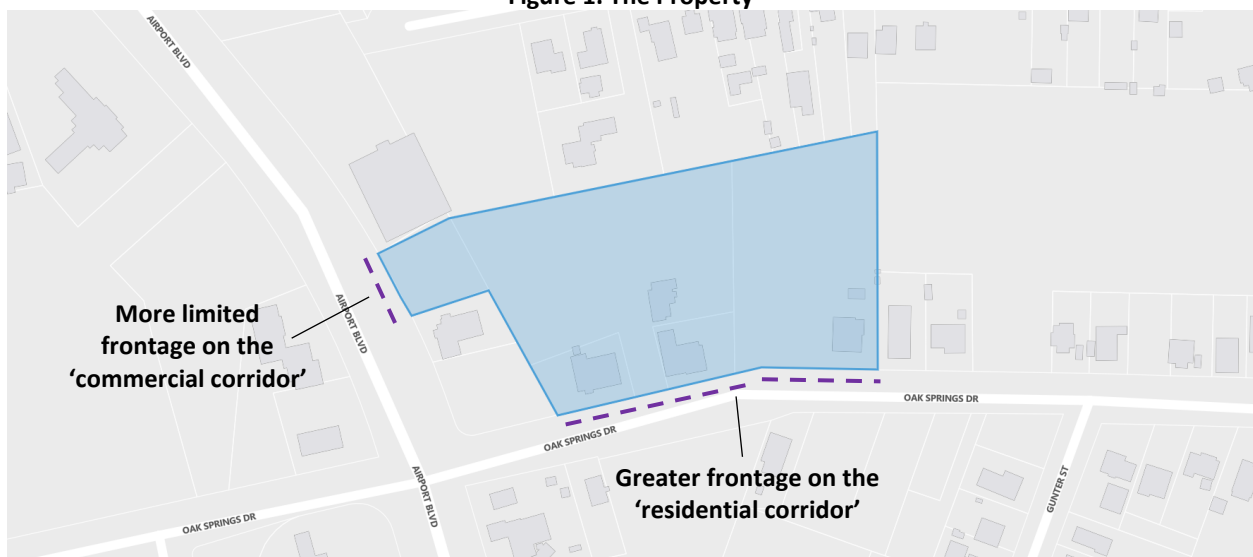 Figure 1. The Property
AIRPORT BLVD
More limited
frontage on the
‘commercial corridor’
AIRPORT BLVD
OAK SPRINGS DR
OAK SPRINGS DR
Greater frontage on the
‘residential corridor’
AIRPORT BLVD
GUNTER ST
OAK SPRINGS DR